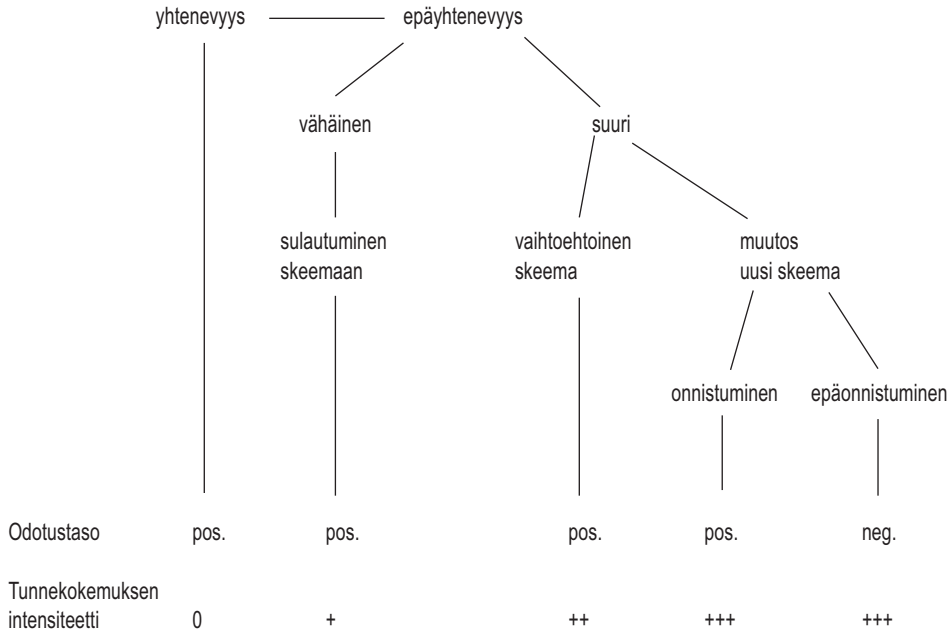 yhtenevyys epäyhtenevyys
vähäinen suuri
sulautuminen vaihtoehtoinen muutos
skeemaan skeema uusi skeema
onnistuminen epäonnistuminen
Odotustaso pos. pos. pos. pos. neg.
Tunnekokemuksen
intensiteetti 0 + ++ +++ +++